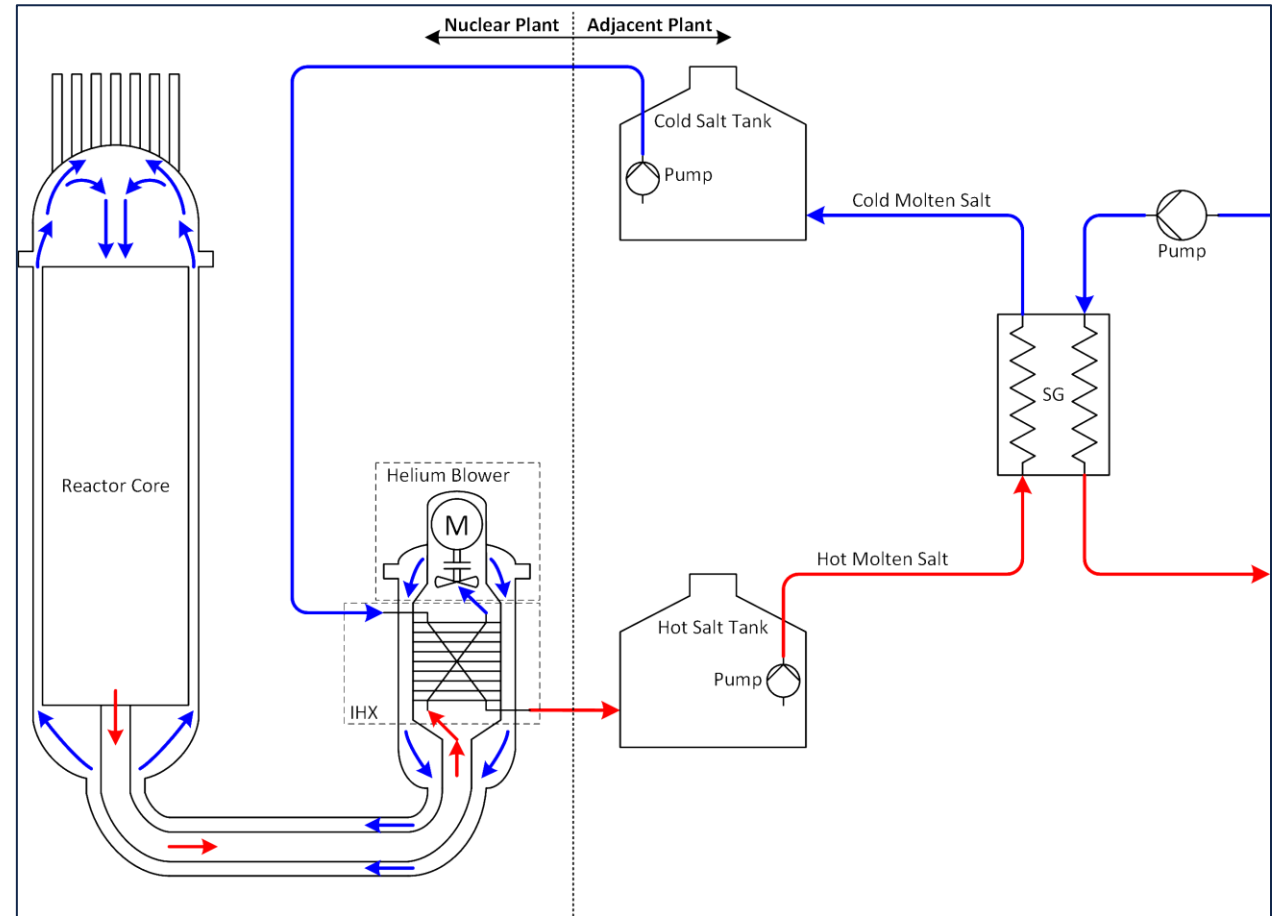 Nuclear Plant
Adjacent Plant
Cold Salt Tank
Pump
Cold Molten Salt
Pump
SG
Reactor Core
Helium Blower
M
Hot Molten Salt
Hot Salt Tank
Pump
IHX